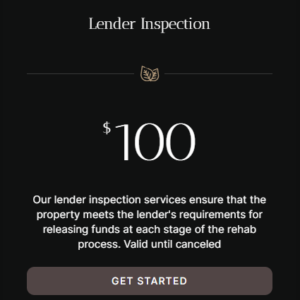 Lender Inspection
$100
Our lender inspection services ensure that the
property meets the lender's requirements for
releasing funds at each stage of the rehab
process. Valid until canceled
GET STARTED